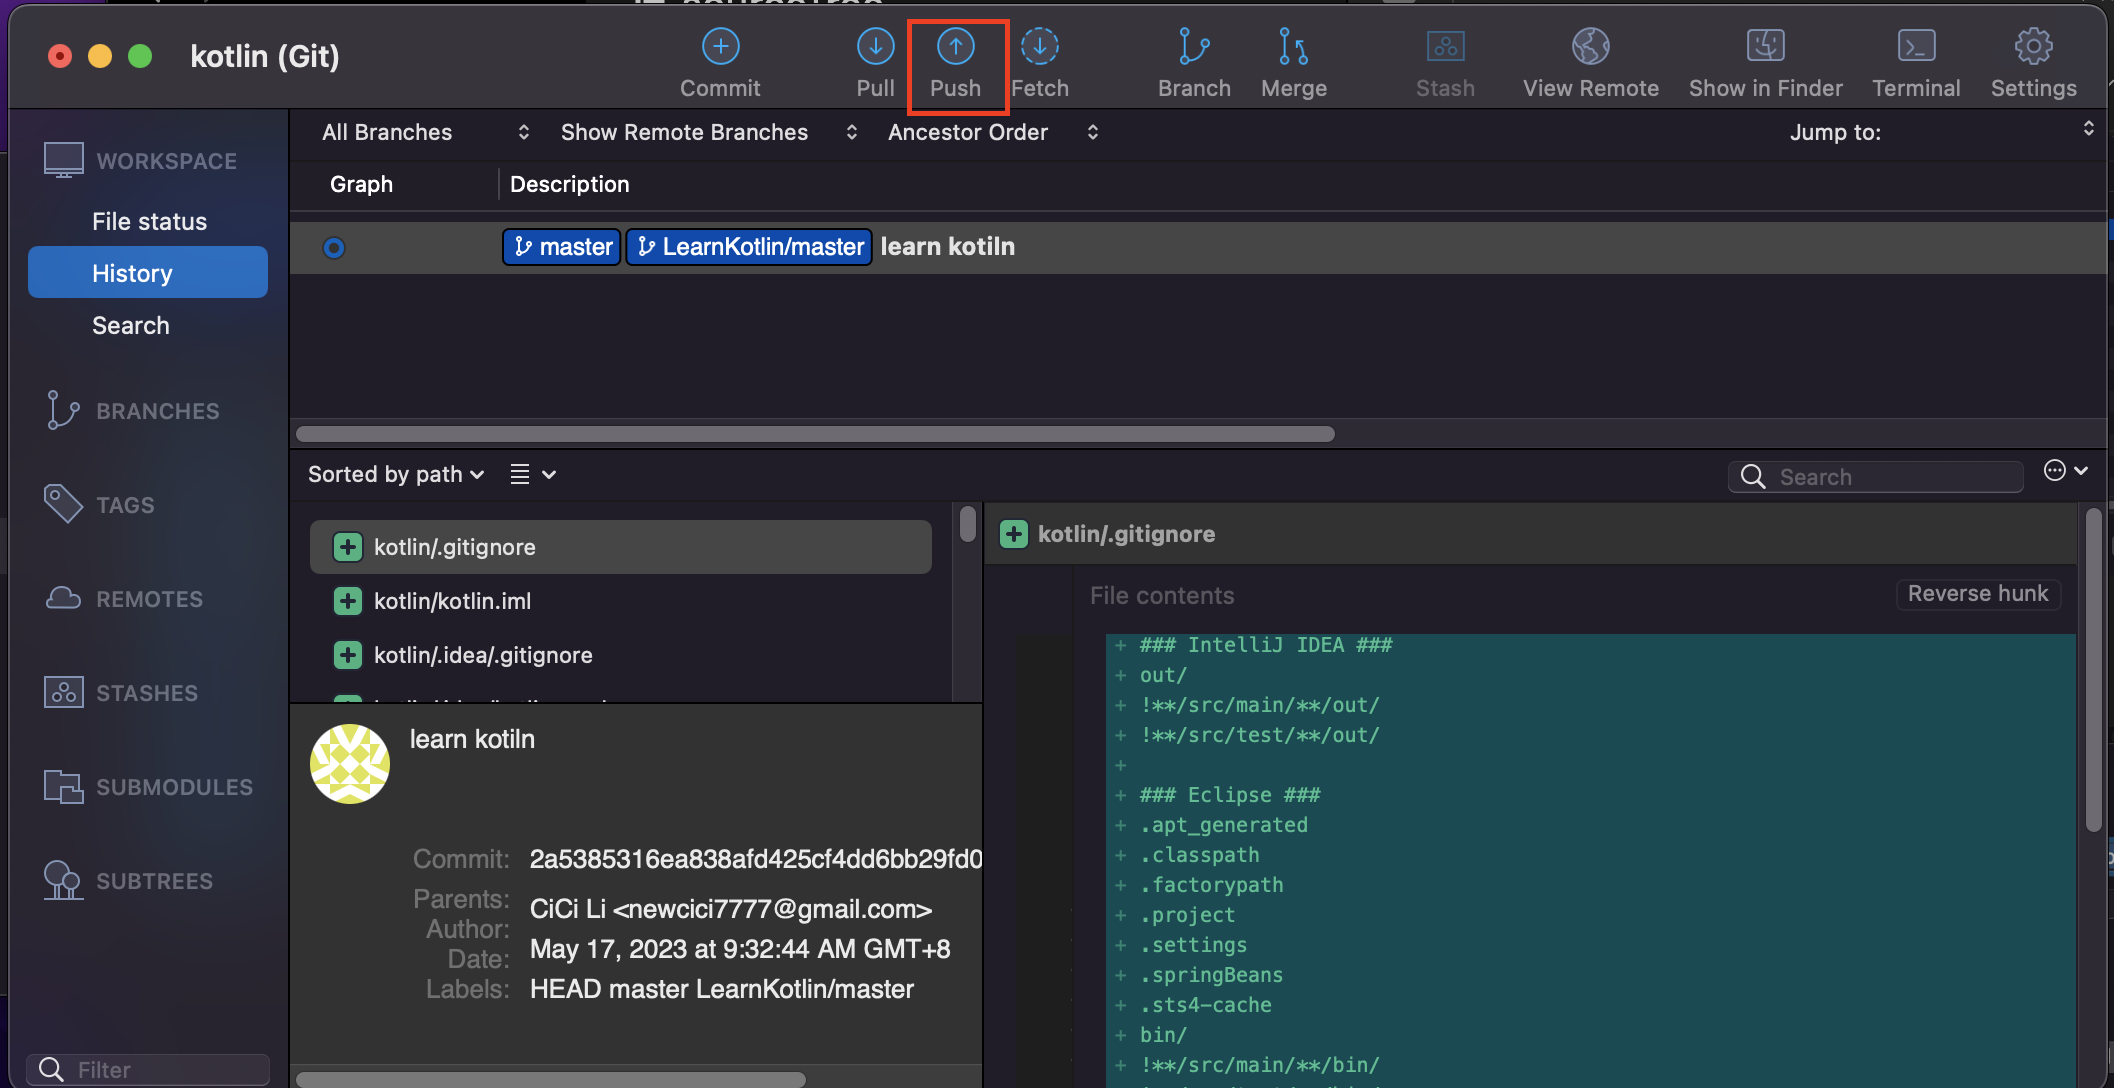 kotlin (Git)
Commit
Pull
Push
Fetch
Branch
Merge
Stash
View Remote
Show in Finder
Terminal
Settings
All Branches
Show Remote Branches
Ancestor Order
Jump to:
WORKSPACE
File status
History
Search
BRANCHES
TAGS
REMOTES
STASHES
SUBMODULES
SUBTREES
Filter
Graph
Description
master
LearnKotlin/master
learn kotiln
Sorted by path
Search
kotlin/.gitignore
kotlin/kotlin.iml
kotlin/.idea/.gitignore
learn kotiln
Commit: 2a5385316ea838afd425cf4dd6bb29fd0
Parents:
Author: CiCi Li <newcici7777@gmail.com>
Date: May 17, 2023 at 9:32:44 AM GMT+8
Labels: HEAD master LearnKotlin/master
kotlin/.gitignore
File contents
Reverse hunk
+ ### IntelliJ IDEA ###
+ out/
+ !**/src/main/**/out/
+ !**/src/test/**/out/
+
+ ### Eclipse ###
+ .apt_generated
+ .classpath
+ .factorypath
+ .project
+ .settings
+ .springBeans
+ .sts4-cache
+ bin/
+ !**/src/main/**/bin/